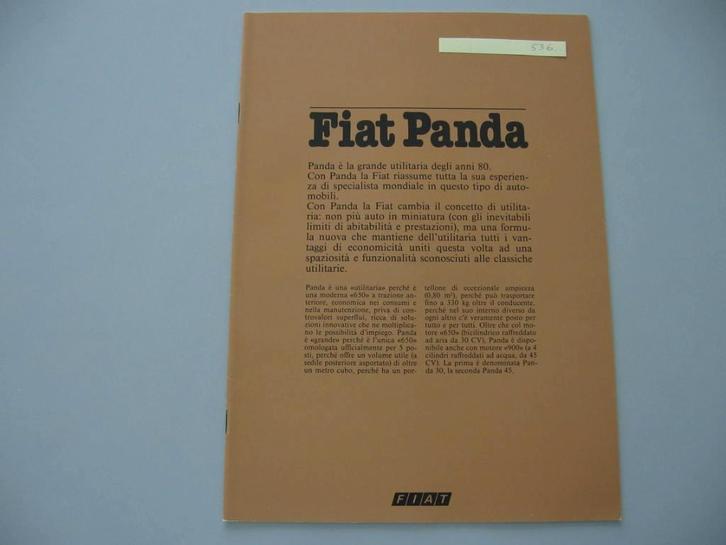 536.
Fiat Panda
Panda è la grande utilitaria degli anni 80.
Con Panda la Fiat riassume tutta la sua esperien-
za di specialista mondiale in questo tipo di auto-
mobili.
Con Panda la Fiat cambia il concetto di utilita-
ria: non più auto in miniatura (con gli inevitabili
limiti di abitabilità e prestazioni), ma una formu-
la nuova che mantiene dell'utilitaria tutti i van-
taggi di economicità uniti questa volta ad una
spaziosità e funzionalità sconosciuti alle classiche
utilitarie.
Panda è una «utilitaria» perché è
una moderna «650» a trazione an-
teriore, economica nei consumi e
nella manutenzione, priva di con-
trovalori superflui, ricca di solu-
zioni innovative che ne moltiplica-
no le possibilità d'impiego. Panda
è «grande» perché è l'unica «650»
omologata ufficialmente per 5 po-
sti, perché offre un volume utile (a
sedile posteriore asportato) di oltre
un metro cubo, perché ha un por-
tellone di eccezionale ampiezza
(0,80 m²), perché può trasportare
fino a 330 kg oltre il conducente,
perché nel suo interno diverso da
ogni altro c'è veramente posto per
tutto e per tutti. Oltre che col mo-
tore «650» (bicilindrico raffreddato
ad aria da 30 CV), Panda è dispo-
nibile anche con motore «900» (a 4
cilindri raffreddati ad acqua, da 45
CV). La prima è denominata Pan-
da 30, la seconda Panda 45.
FIAT